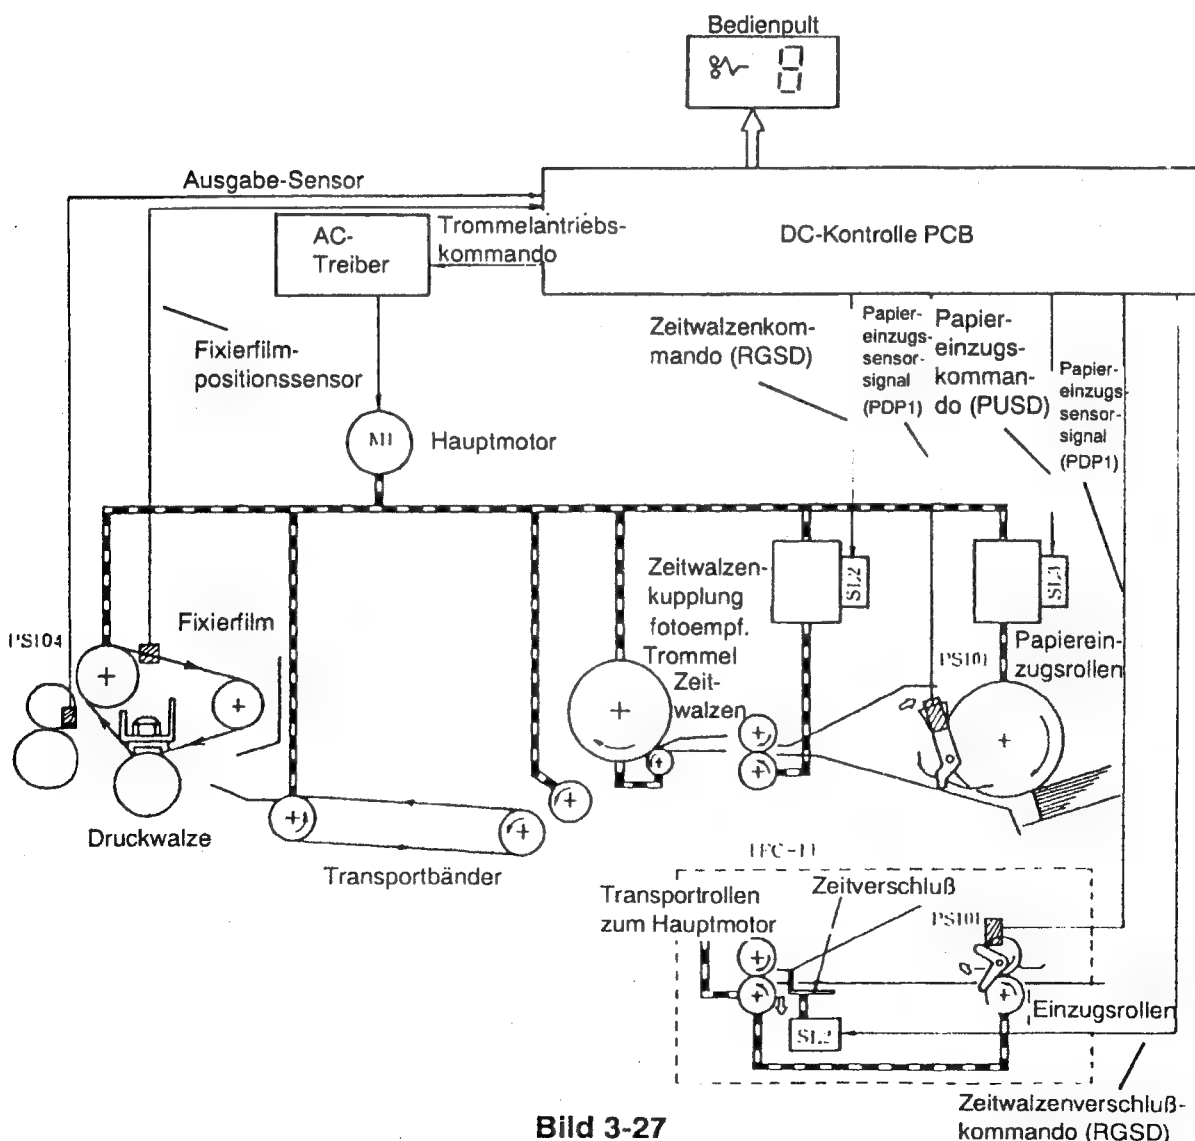 Bedienpult
Ausgabe-Sensor
AC-
Treiber
Trommelantriebs-
kommando
DC-Kontrolle PCB
Fixierfilm-
positionssensor
Zeitwalzenkom-
mando (RGSD)
Papier-
einzugs-
sensor-
signal
(PDP1)
Papier-
einzugs-
komman-
do (PUSD)
Papier-
einzugs-
sensor-
signal
(PDP1)
M1
Hauptmotor
PS104
Fixierfilm
Zeitwalzen-
kupplung
fotoempf.
Trommel
Zeit-
walzen
SL2
SL3
PS101
Papierein-
zugsrollen
Druckwalze
Transportbänder
Transportrollen
zum Hauptmotor
Zeitverschluß
PS101
SL2
Einzugsrollen
Zeitwalzenverschluß-
kommando (RGSD)
Bild 3-27